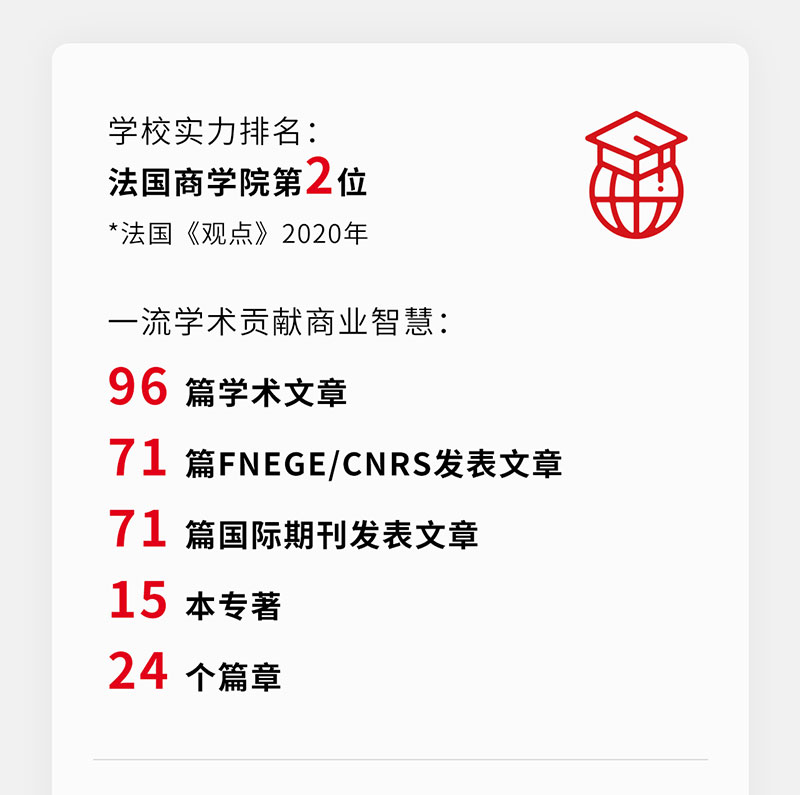 学校实力排名：
法国商学院第2位
*法国《观点》2020年
一流学术贡献商业智慧：
96 篇学术文章
71 篇FNEGE/CNRS发表文章
71 篇国际期刊发表文章
15 本专著
24 个篇章